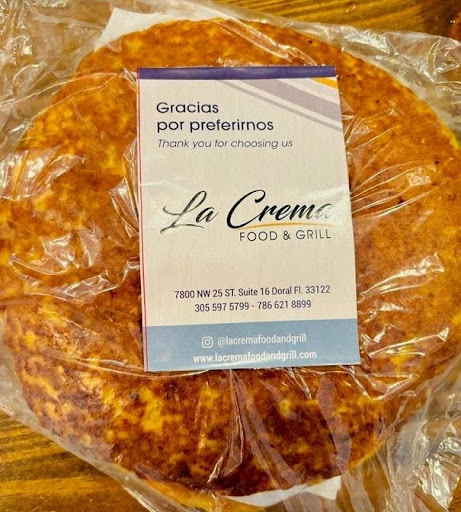 Gracias
por preferirnos
Thank you for choosing us
La Crema
FOOD & GRILL
7800 NW 25 ST. Suite 16 Doral Fl. 33122
305 597 5799 - 786 621 8899
@lacremafoodandgrill
www.lacremafoodandgrill.com